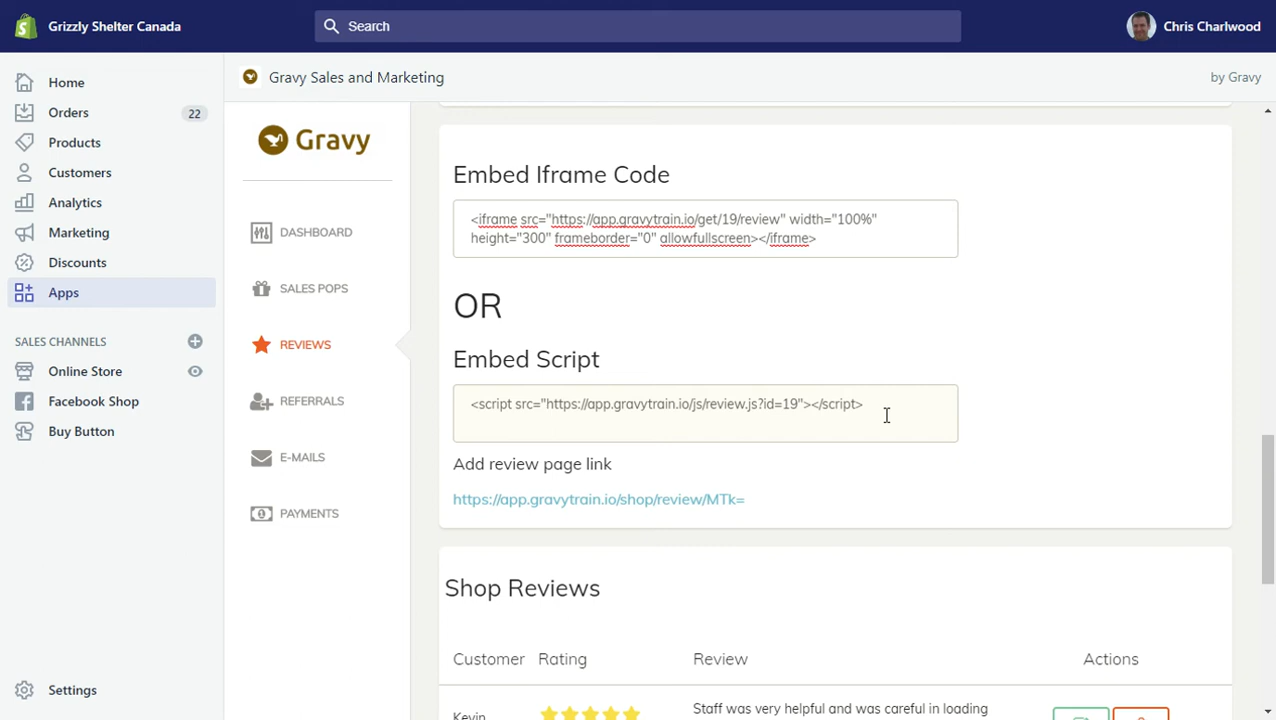 Grizzly Shelter Canada
Search
Chris Charlwood
Home
Orders
22
Products
Customers
Analytics
Marketing
Discounts
Apps
SALES CHANNELS
Online Store
Facebook Shop
Buy Button
Settings
Gravy Sales and Marketing
by Gravy
Gravy
DASHBOARD
SALES POPS
REVIEWS
REFERRALS
E-MAILS
PAYMENTS
Embed Iframe Code
<iframe src="https://app.gravytrain.io/get/19/review" width="100%"
height="300" frameborder="0" allowfullscreen></iframe>
OR
Embed Script
<script src="https://app.gravytrain.io/js/review.js?id=19"></script>
Add review page link
https://app.gravytrain.io/shop/review/MTk=
Shop Reviews
Customer Rating Review Actions
Staff was very helpful and was careful in loading
Kevin